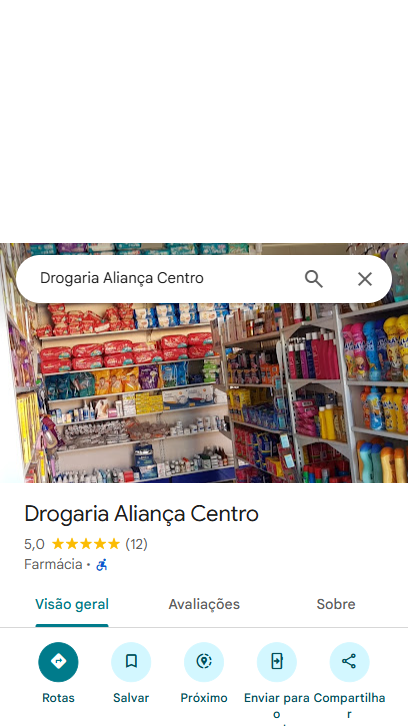 Drogaria Aliança Centro
Drogaria Aliança Centro
5,0 (12)
Farmácia ·
Visão geral Avaliações Sobre
Rotas Salvar Próximo Enviar para o Compartilhar